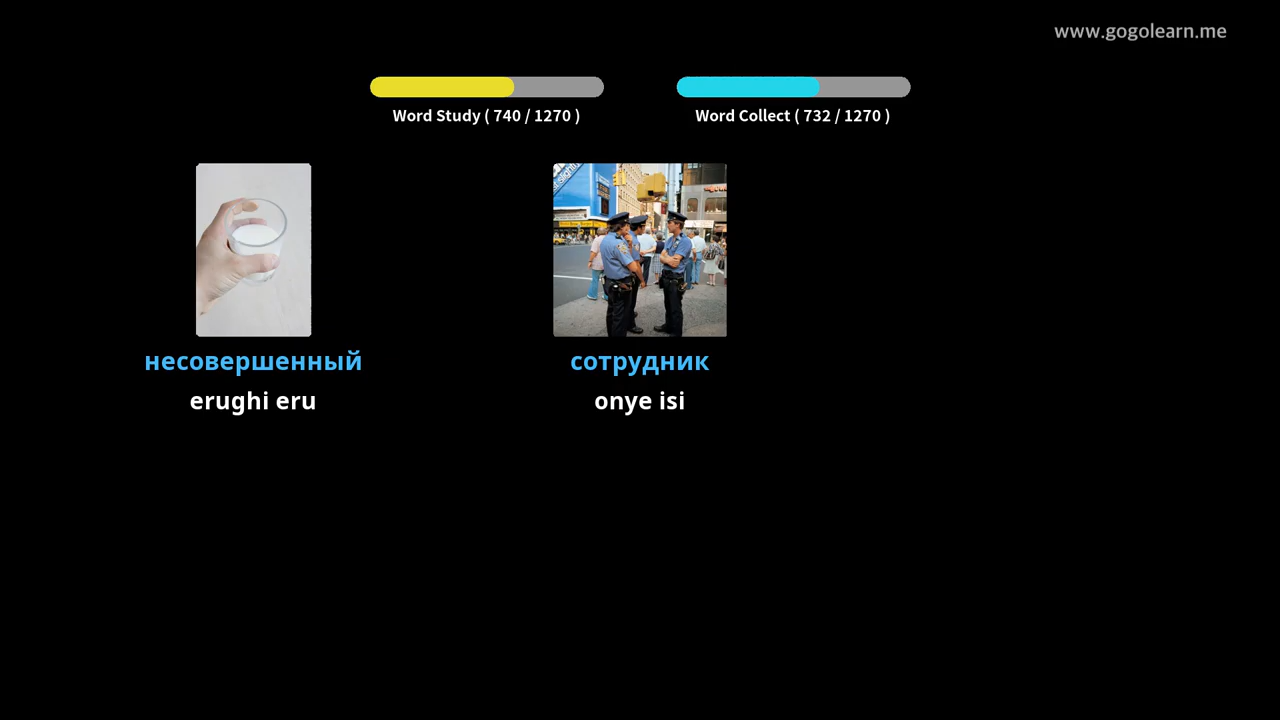 www.gogolearn.me
Word Study ( 740 / 1270 )
Word Collect ( 732 / 1270 )
несовершенный
erughi eru
сотрудник
onye isi